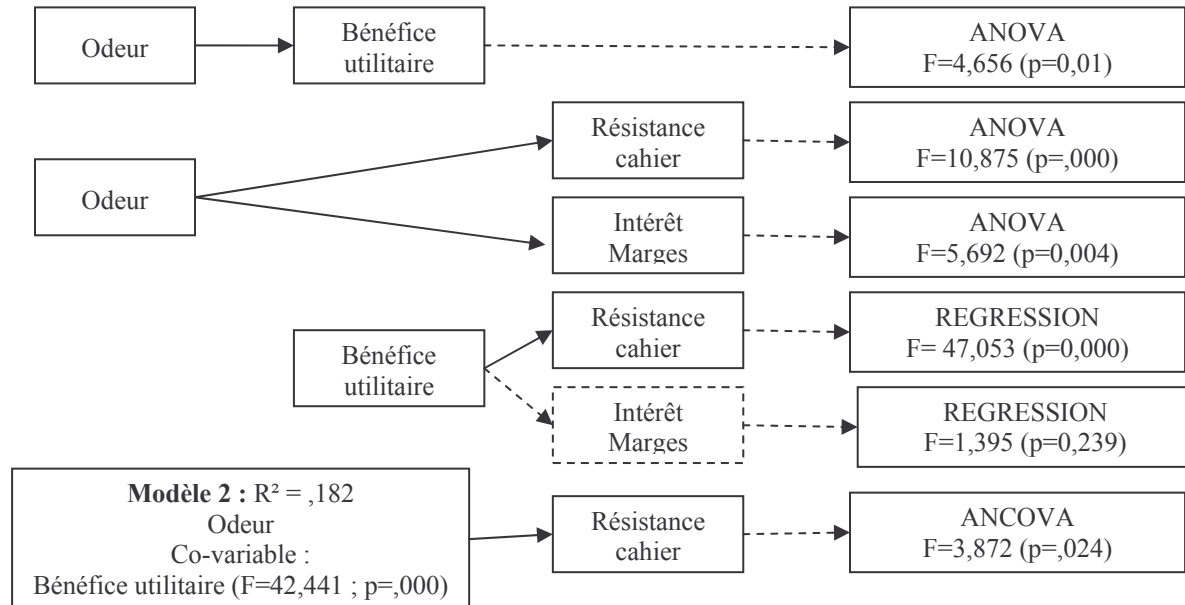 Odeur
Bénéfice
utilitaire
ANOVA
F=4,656 (p=0,01)
Odeur
Résistance
cahier
ANOVA
F=10,875 (p=,000)
Intérêt
Marges
ANOVA
F=5,692 (p=0,004)
Bénéfice
utilitaire
Résistance
cahier
REGRESSION
F= 47,053 (p=0,000)
Intérêt
Marges
REGRESSION
F=1,395 (p=0,239)
Modèle 2 : R² = ,182
Odeur
Co-variable :
Bénéfice utilitaire (F=42,441 ; p=,000)
Résistance
cahier
ANCOVA
F=3,872 (p=,024)